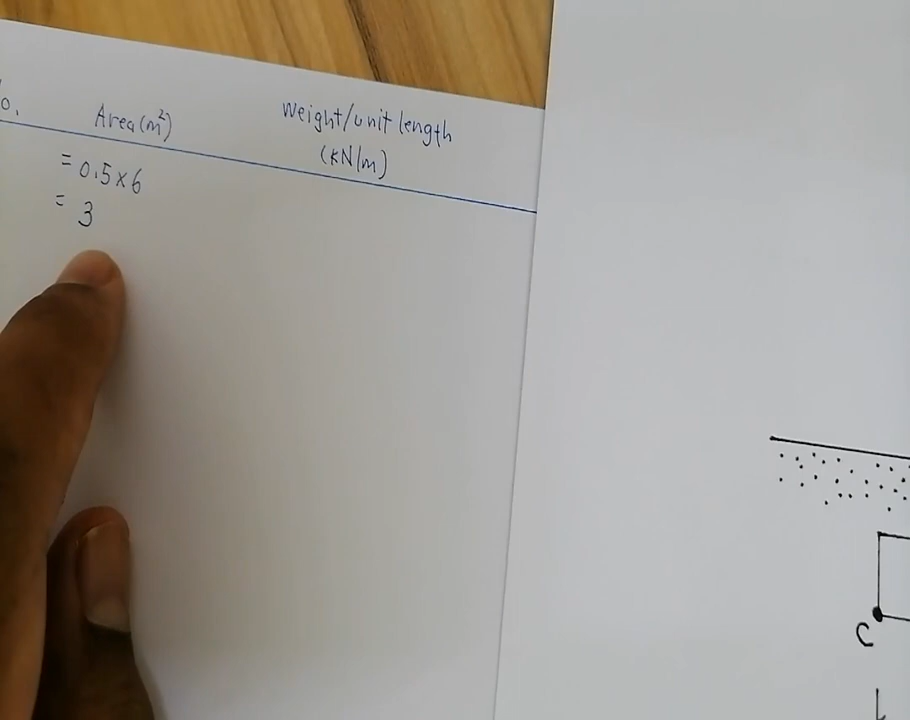 o. Area (m²) Weight/unit length
(kN/m)
= 0.5 × 6
= 3
C